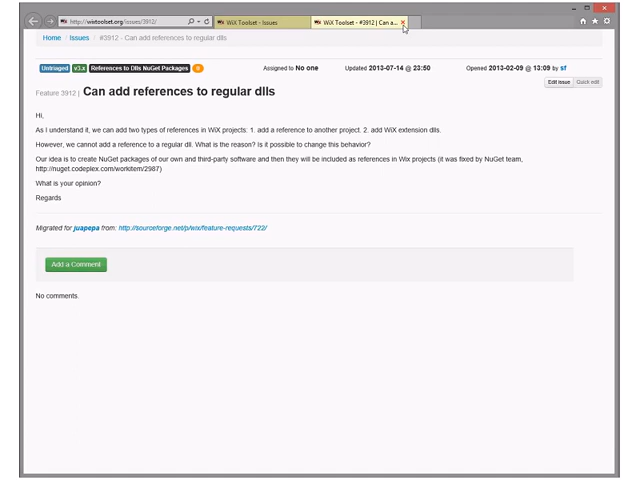 http://wixtoolset.org/issues/3912/
WiX Toolset - Issues
WiX Toolset - #3912 | Can a...
Home / Issues / #3912 - Can add references to regular dlls
Untriaged v3.x References to Dlls NuGet Packages 0 Assigned to No one Updated 2013-07-14 @ 23:50 Opened 2013-02-09 @ 13:09 by sf
Edit issue Quick edit
Feature 3912 | Can add references to regular dlls
Hi,
As I understand it, we can add two types of references in WiX projects: 1. add a reference to another project. 2. add WiX extension dlls.
However, we cannot add a reference to a regular dll. What is the reason? Is it possible to change this behavior?
Our idea is to create NuGet packages of our own and third-party software and then they will be included as references in Wix projects (it was fixed by NuGet team,
http://nuget.codeplex.com/workitem/2987)
What is your opinion?
Regards
Migrated for juapepa from: http://sourceforge.net/p/wix/feature-requests/722/
Add a Comment
No comments.